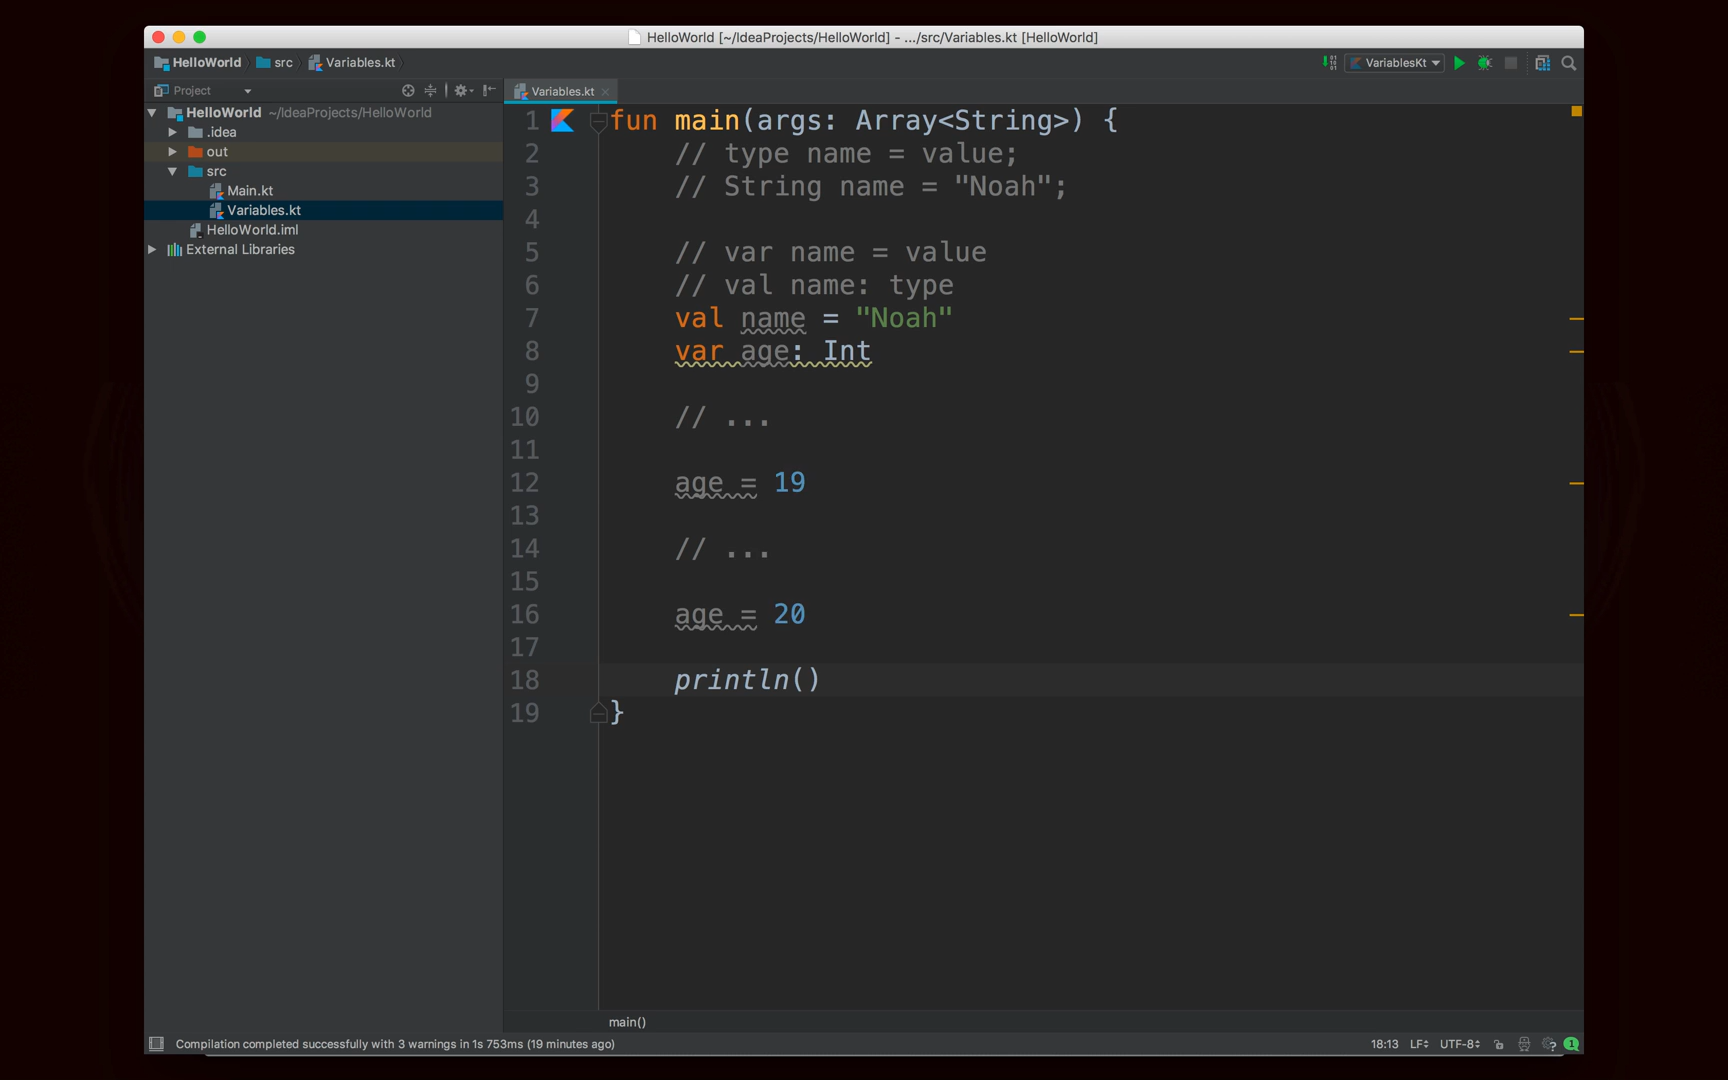 HelloWorld [~/IdeaProjects/HelloWorld] - .../src/Variables.kt [HelloWorld]
HelloWorld src Variables.kt VariablesKt
Project
Variables.kt
HelloWorld ~/IdeaProjects/HelloWorld
.idea
out
src
Main.kt
Variables.kt
HelloWorld.iml
External Libraries
1 fun main(args: Array<String>) {
2 // type name = value;
3 // String name = "Noah";
4
5 // var name = value
6 // val name: type
7 val name = "Noah"
8 var age: Int
9
10 // ...
11
12 age = 19
13
14 // ...
15
16 age = 20
17
18 println()
19 }
main()
Compilation completed successfully with 3 warnings in 1s 753ms (19 minutes ago) 18:13 LF UTF-8 1